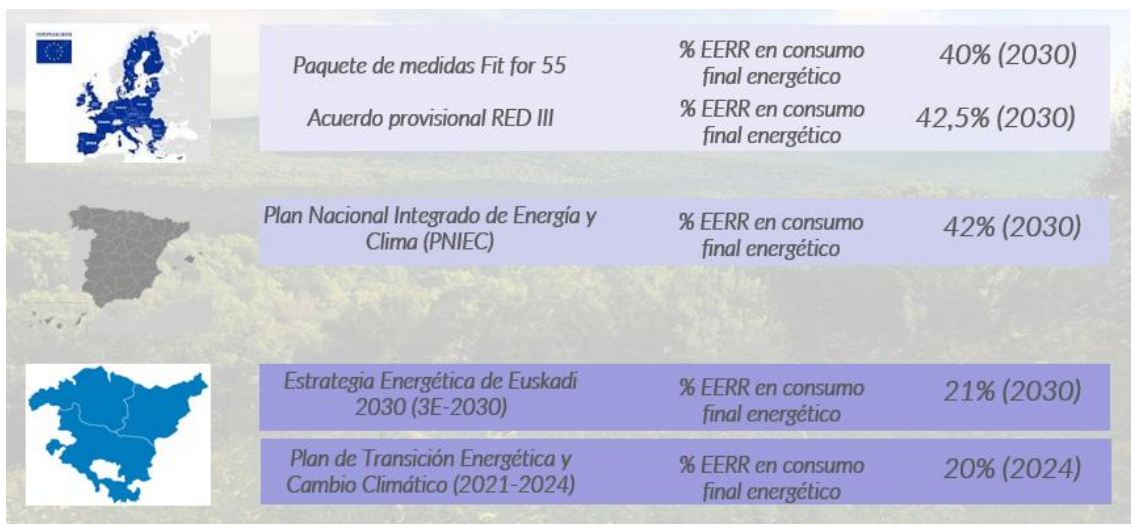 EUROPEAN UNION
Paquete de medidas Fit for 55
% EERR en consumo
final energético
40% (2030)
Acuerdo provisional RED III
% EERR en consumo
final energético
42,5% (2030)
Plan Nacional Integrado de Energía y
Clima (PNIEC)
% EERR en consumo
final energético
42% (2030)
Estrategia Energética de Euskadi
2030 (3E-2030)
% EERR en consumo
final energético
21% (2030)
Plan de Transición Energética y
Cambio Climático (2021-2024)
% EERR en consumo
final energético
20% (2024)